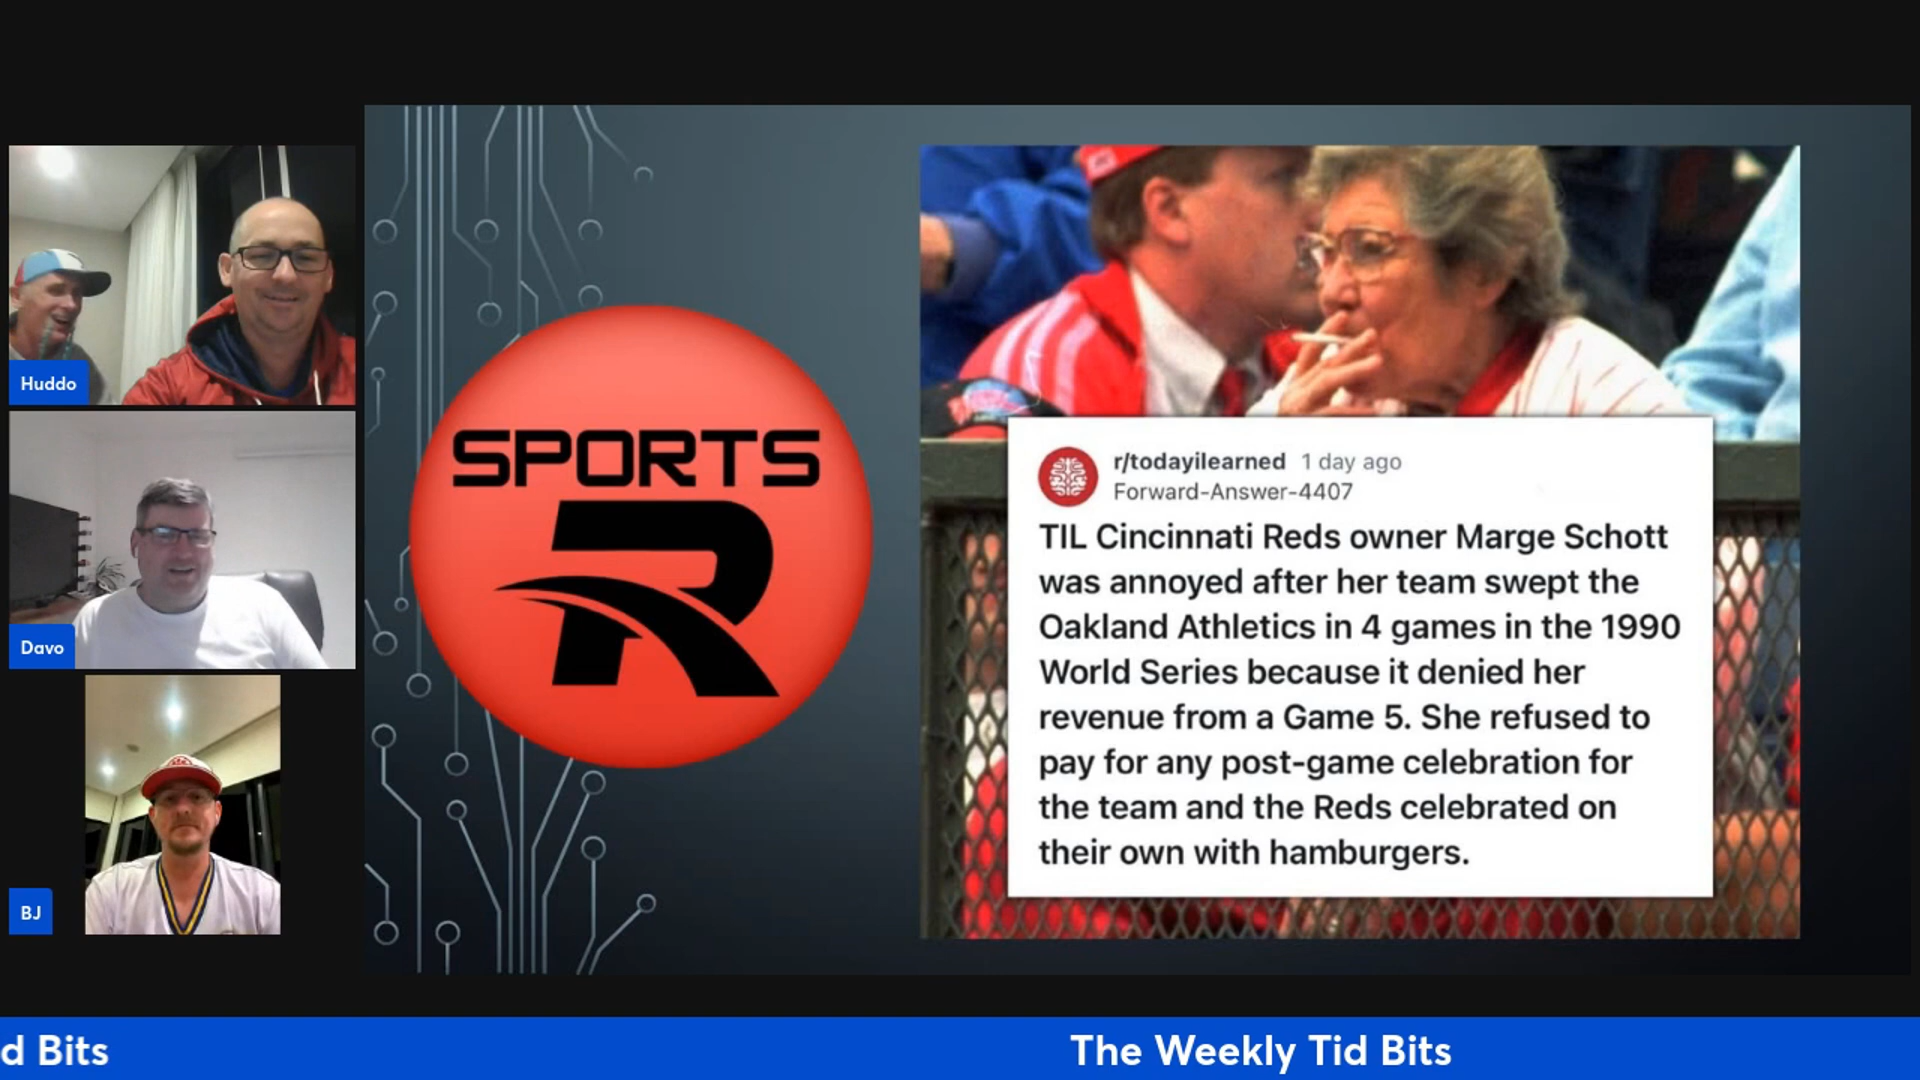 Huddo
Davo
BJ
SPORTS
R
r/todayilearned 1 day ago
Forward-Answer-4407
TIL Cincinnati Reds owner Marge Schott
was annoyed after her team swept the
Oakland Athletics in 4 games in the 1990
World Series because it denied her
revenue from a Game 5. She refused to
pay for any post-game celebration for
the team and the Reds celebrated on
their own with hamburgers.
d Bits
The Weekly Tid Bits